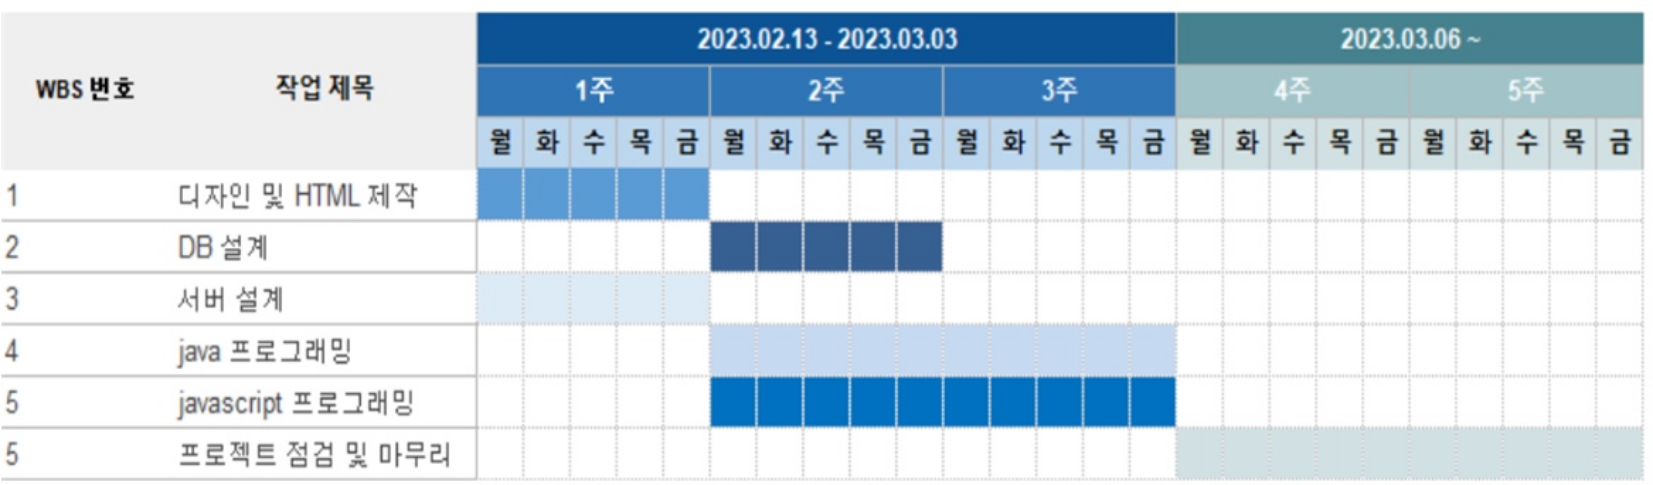 2023.02.13 - 2023.03.03 2023.03.06 ~
WBS 번호 작업 제목 1주 2주 3주 4주 5주
월 화 수 목 금 월 화 수 목 금 월 화 수 목 금 월 화 수 목 금 월 화 수 목 금
1 디자인 및 HTML 제작
2 DB 설계
3 서버 설계
4 java 프로그래밍
5 javascript 프로그래밍
5 프로젝트 점검 및 마무리